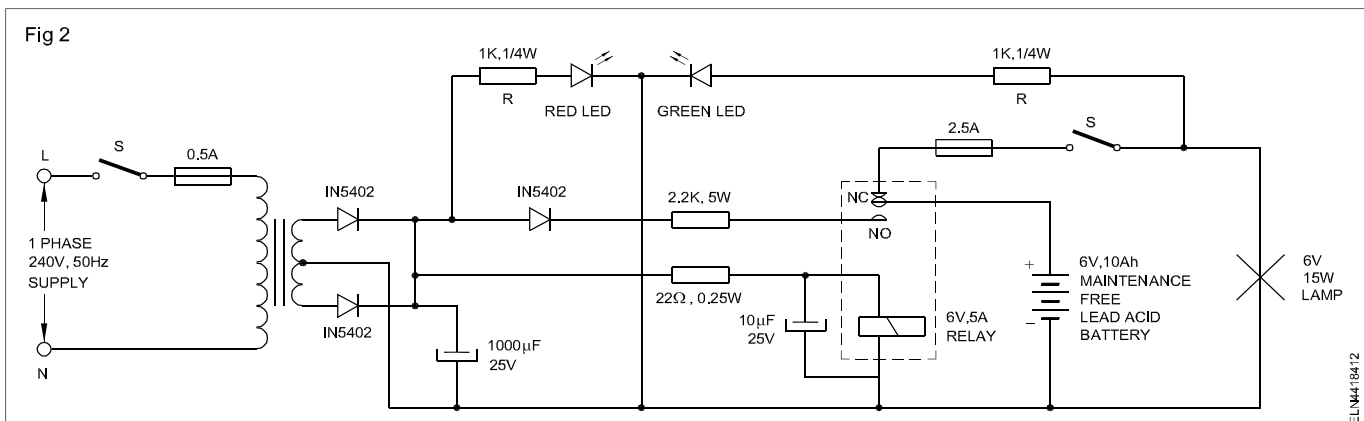 Fig 2
1K,1/4W
R
RED LED
GREEN LED
1K,1/4W
R
L
S
0.5A
2.5A
S
IN5402
IN5402
2.2K, 5W
NC
NO
1 PHASE
240V, 50Hz
SUPPLY
6V,10Ah
MAINTENANCE
FREE
LEAD ACID
BATTERY
+
–
6V
15W
LAMP
22Ω, 0.25W
IN5402
10µF
25V
6V,5A
RELAY
1000µF
25V
N
ELN4418412